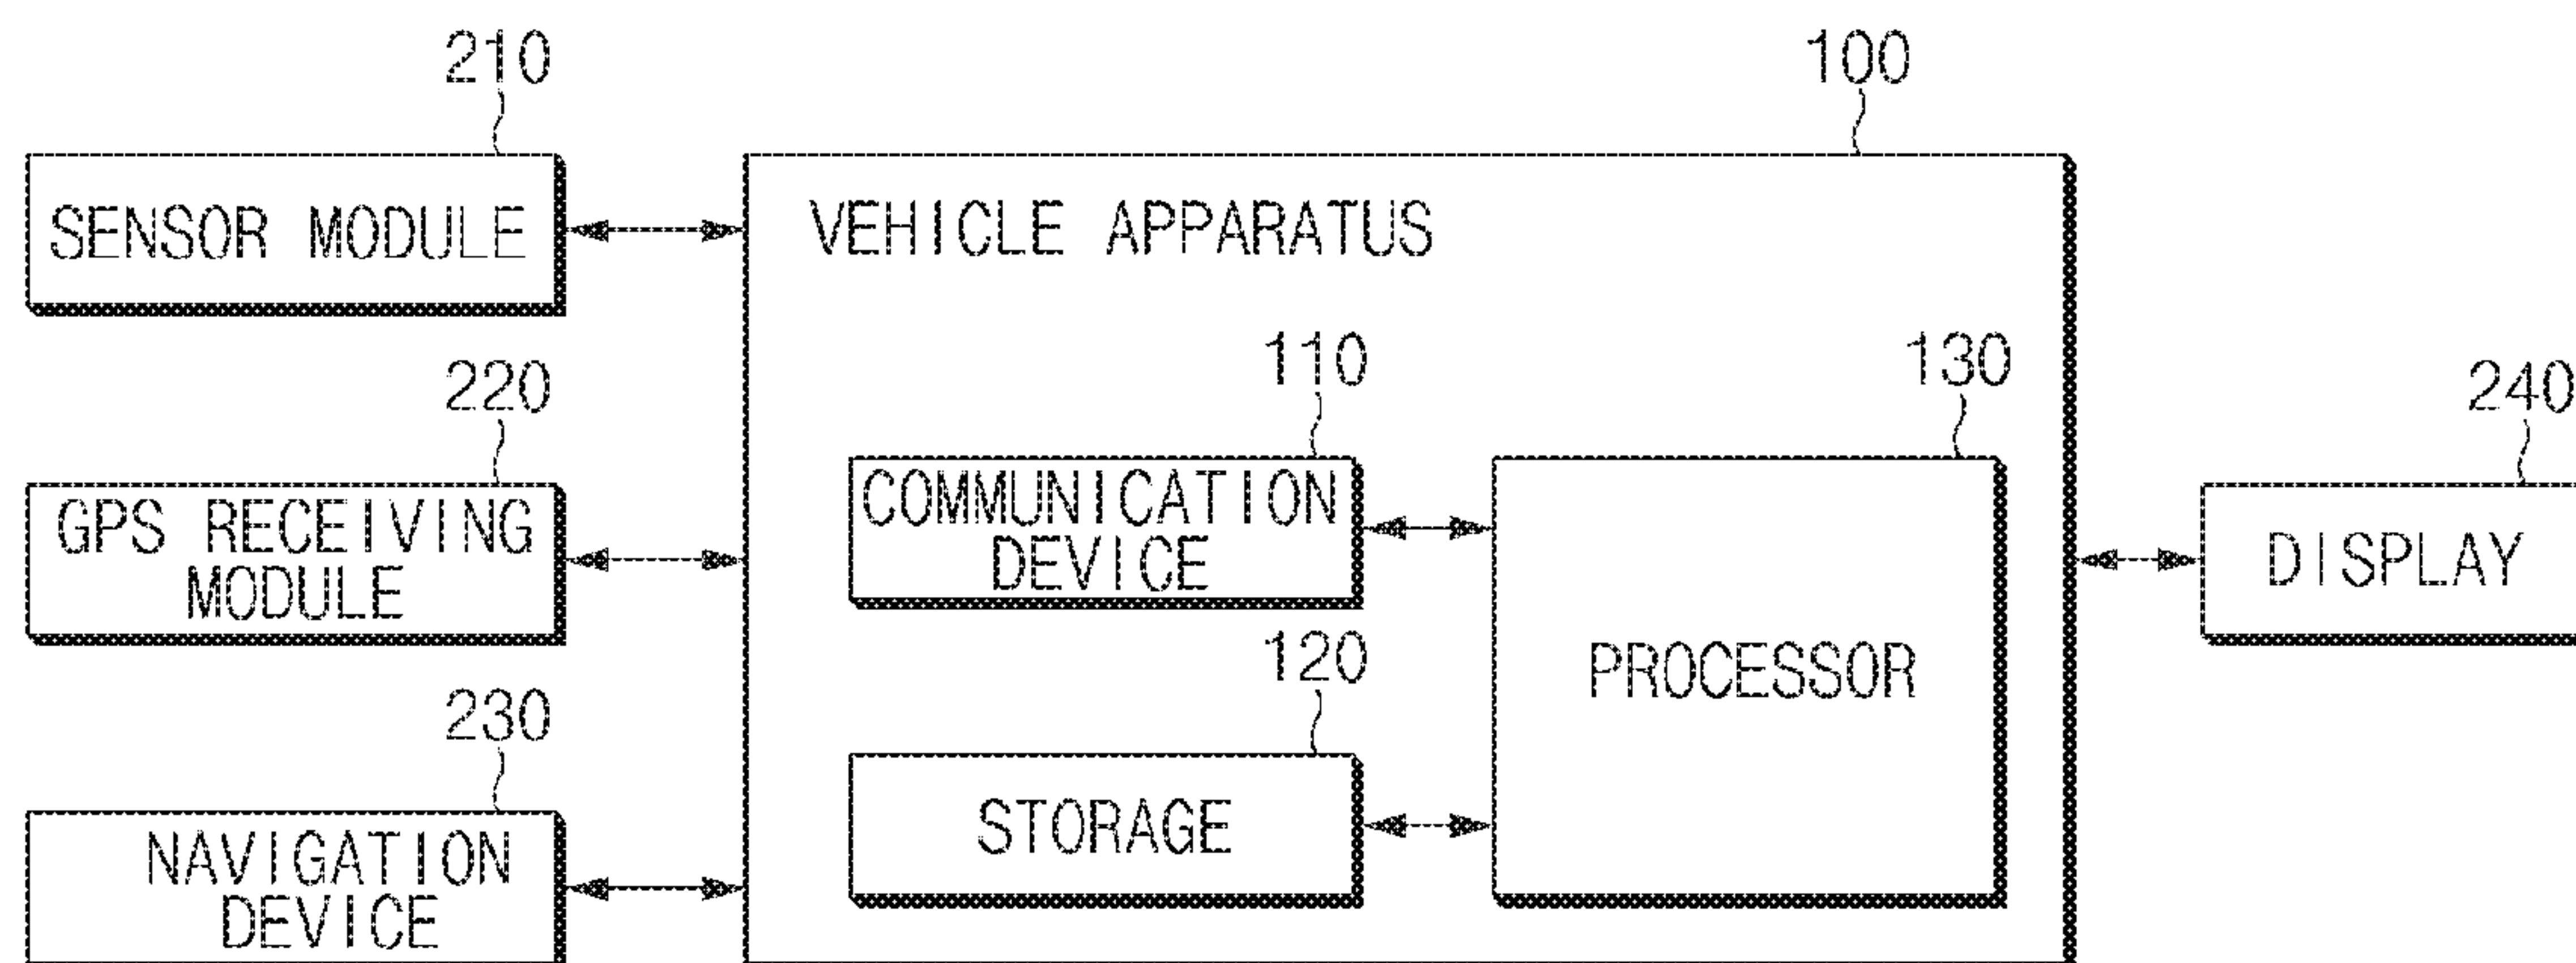 210
100
SENSOR MODULE
VEHICLE APPARATUS
220
110
130
240
GPS RECEIVING
MODULE
COMMUNICATION
DEVICE
PROCESSOR
DISPLAY
230
120
NAVIGATION
DEVICE
STORAGE